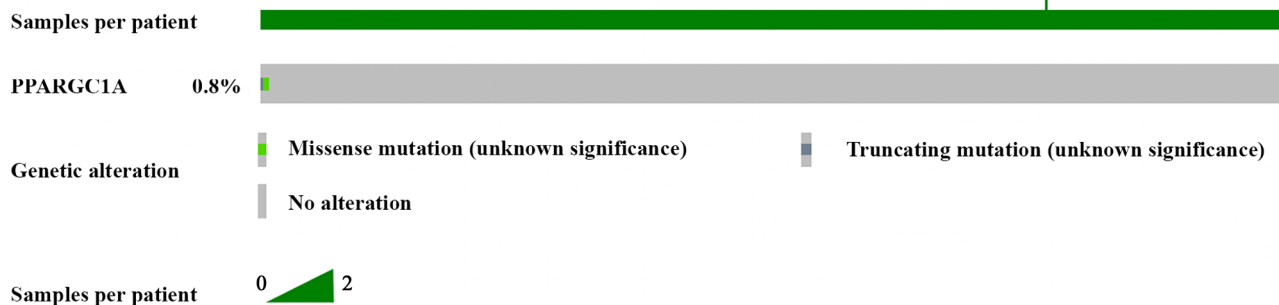 Samples per patient
PPARGC1A 0.8%
Genetic alteration
Missense mutation (unknown significance) Truncating mutation (unknown significance)
No alteration
Samples per patient 0 2